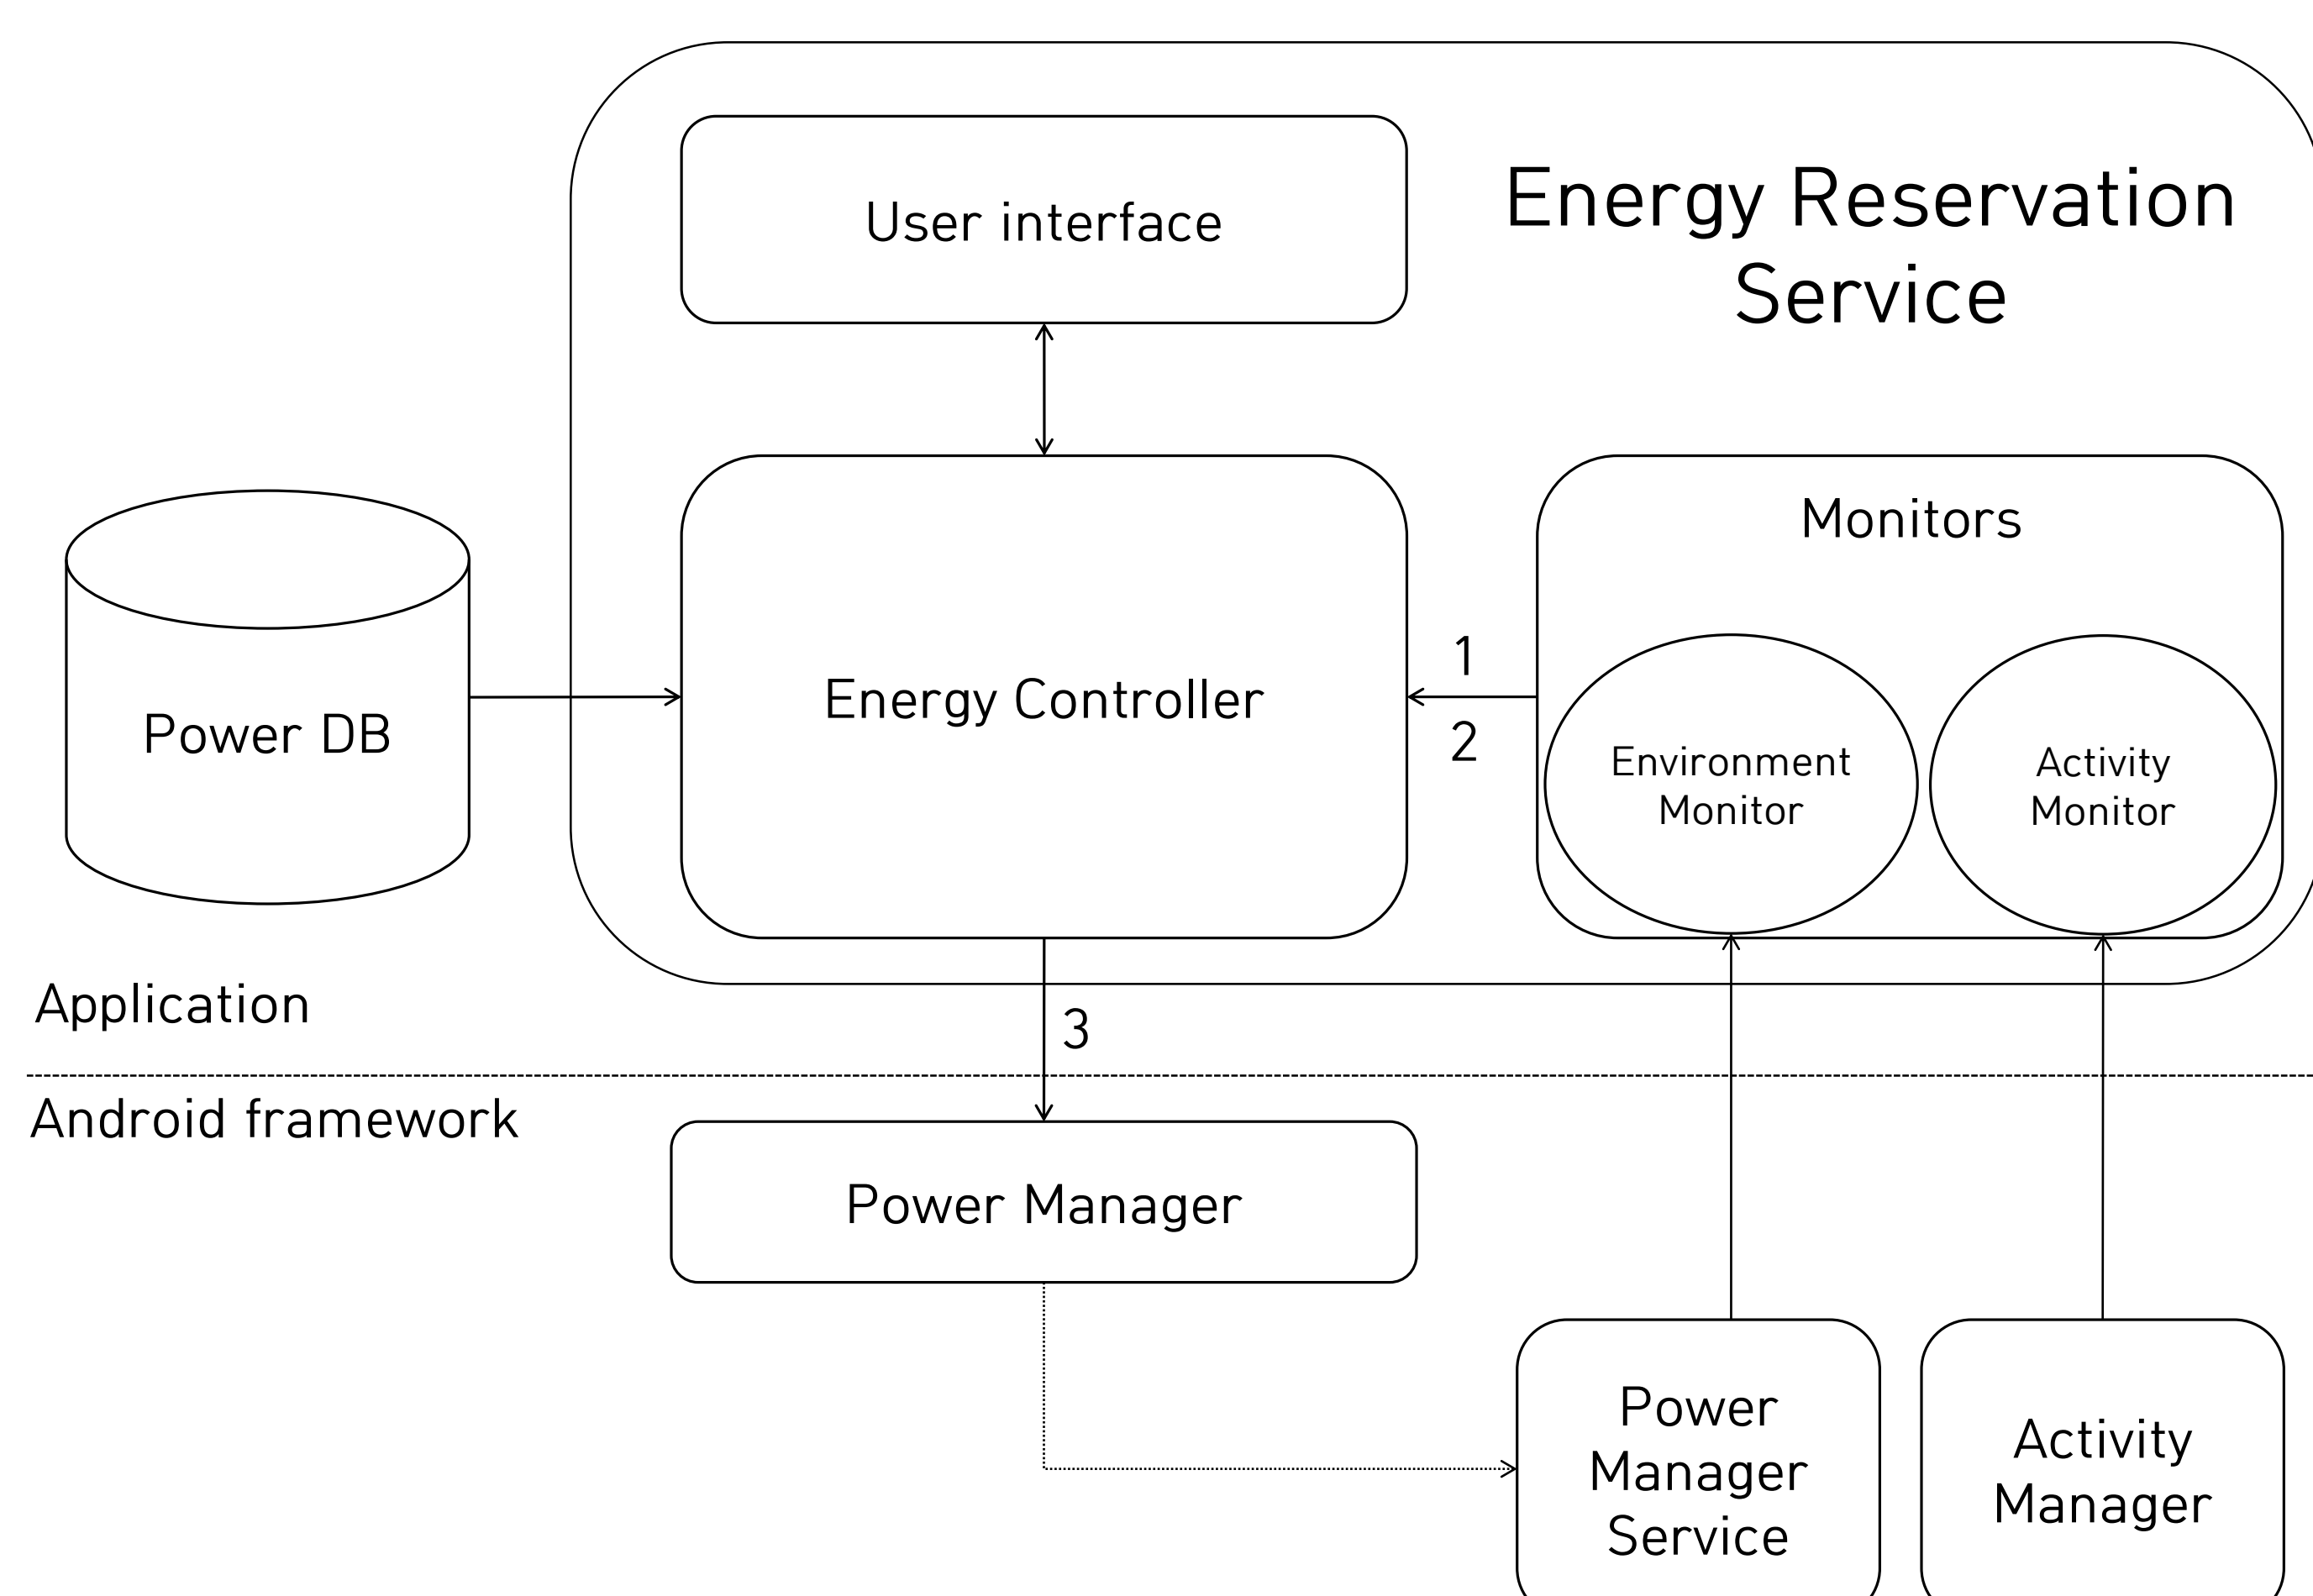 Energy Reservation
Service
User interface
Monitors
Power DB
Energy Controller
1
2
Environment
Monitor
Activity
Monitor
Application
3
Android framework
Power Manager
Power
Manager
Service
Activity
Manager